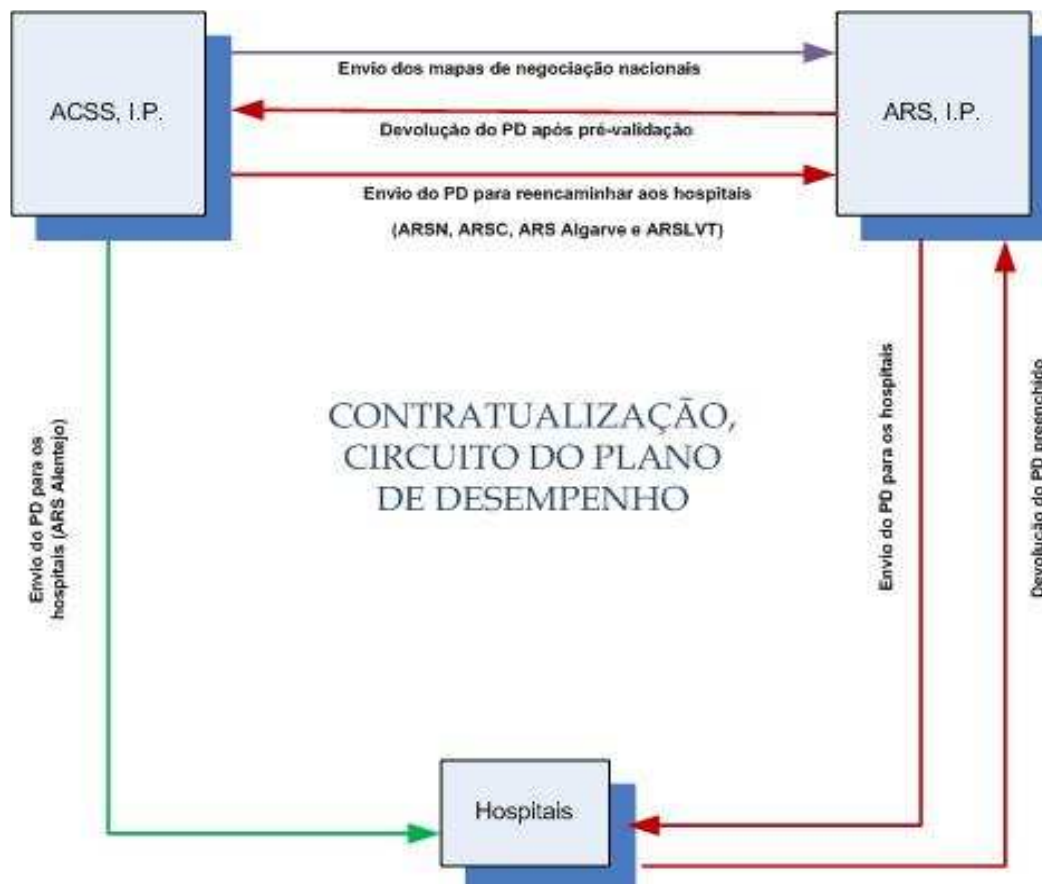 ACSS, I.P.
ARS, I.P.
Envio dos mapas de negociação nacionais
Devolução do PD após pré-validação
Envio do PD para reencaminhar aos hospitais
(ARSN, ARSC, ARS Algarve e ARSLVT)
CONTRATUALIZAÇÃO,
CIRCUITO DO PLANO
DE DESEMPENHO
Envio do PD para os
hospitais (ARS Alentejo)
Envio do PD para os hospitais
Devolução do PD preenchido
Hospitais